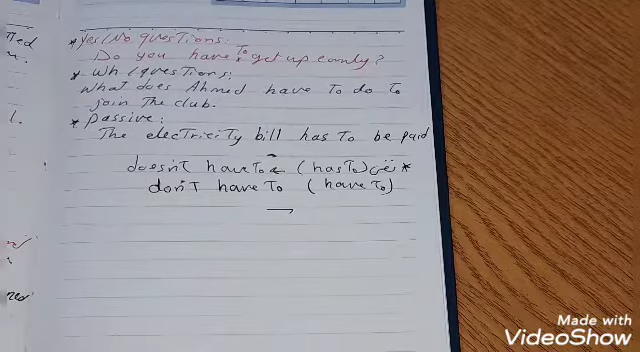 * Yes/No questions:
Do you have to get up early?
* Wh/questions:
What does Ahmed have to do to
join the club.
* passive:
The electricity bill has to be paid
* نفي (has to) ← doesn't have to
don't have to (have to)
Made with
VideoShow